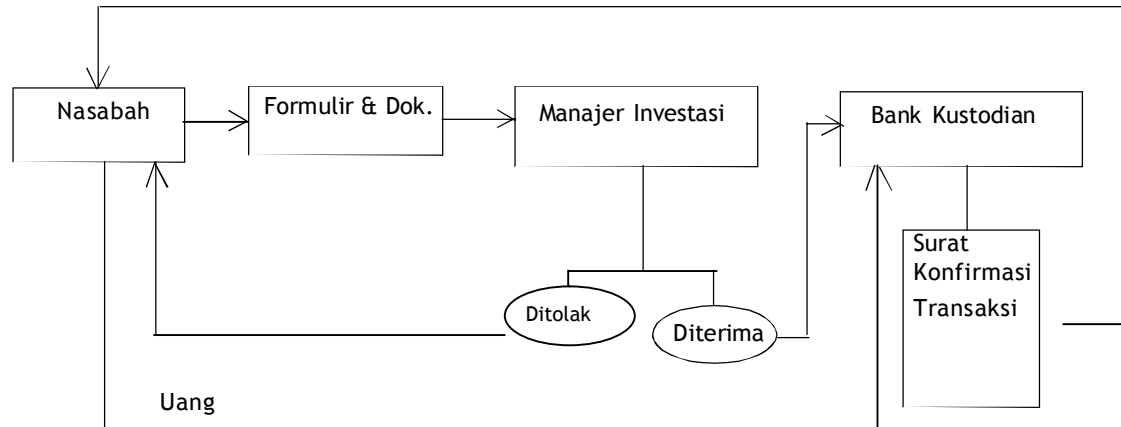 Nasabah
Formulir & Dok.
Manajer Investasi
Bank Kustodian
Surat
Konfirmasi
Transaksi
Ditolak
Diterima
Uang